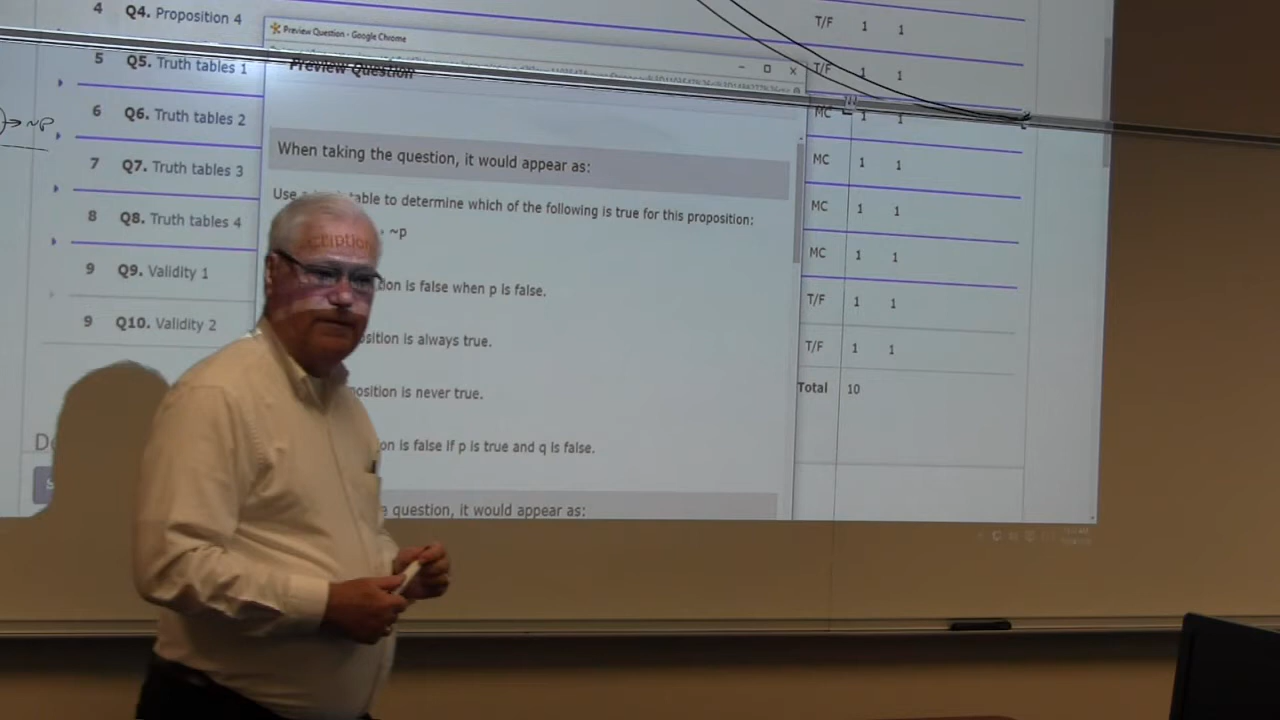 4 Q4. Proposition 4 T/F 1 1
Preview Question - Google Chrome
5 Q5. Truth tables 1 T/F 1 1
Preview Question
6 Q6. Truth tables 2 MC 1 1
) → ~p
When taking the question, it would appear as:
7 Q7. Truth tables 3 MC 1 1
Use a table to determine which of the following is true for this proposition:
8 Q8. Truth tables 4 MC 1 1
~p
MC 1 1
9 Q9. Validity 1 T/F 1 1
cription
tion is false when p is false.
9 Q10. Validity 2 T/F 1 1
osition is always true.
Total 10
position is never true.
De
on is false if p is true and q is false.
e question, it would appear as: